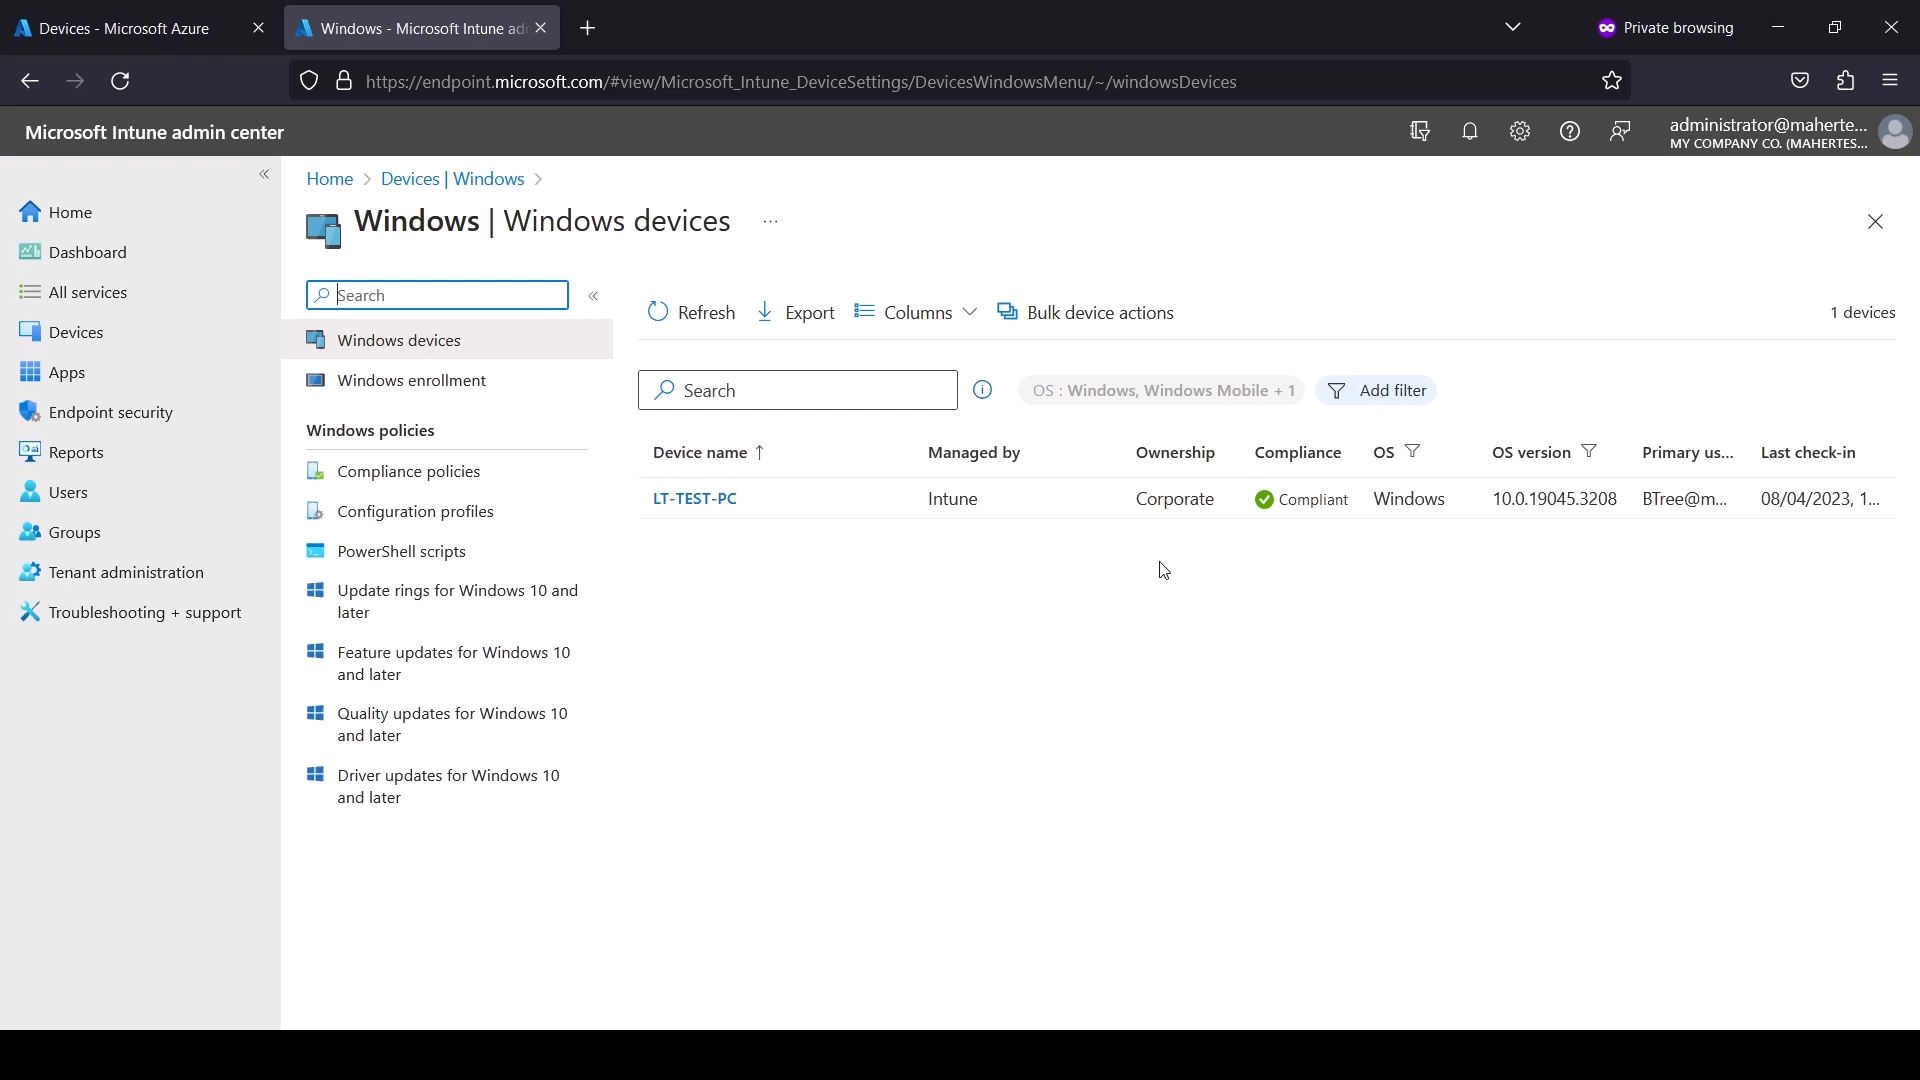 Devices - Microsoft Azure
Windows - Microsoft Intune ad
Private browsing
https://endpoint.microsoft.com/#view/Microsoft_Intune_DeviceSettings/DevicesWindowsMenu/~/windowsDevices
Microsoft Intune admin center
administrator@maherte...
MY COMPANY CO. (MAHERTES...
Home
Dashboard
All services
Devices
Apps
Endpoint security
Reports
Users
Groups
Tenant administration
Troubleshooting + support
Home > Devices | Windows >
Windows | Windows devices ...
Search
Windows devices
Windows enrollment
Windows policies
Compliance policies
Configuration profiles
PowerShell scripts
Update rings for Windows 10 and
later
Feature updates for Windows 10
and later
Quality updates for Windows 10
and later
Driver updates for Windows 10
and later
Refresh Export Columns Bulk device actions 1 devices
Search OS : Windows, Windows Mobile + 1 Add filter
Device name ↑ Managed by Ownership Compliance OS OS version Primary us... Last check-in
LT-TEST-PC Intune Corporate Compliant Windows 10.0.19045.3208 BTree@m... 08/04/2023, 1...